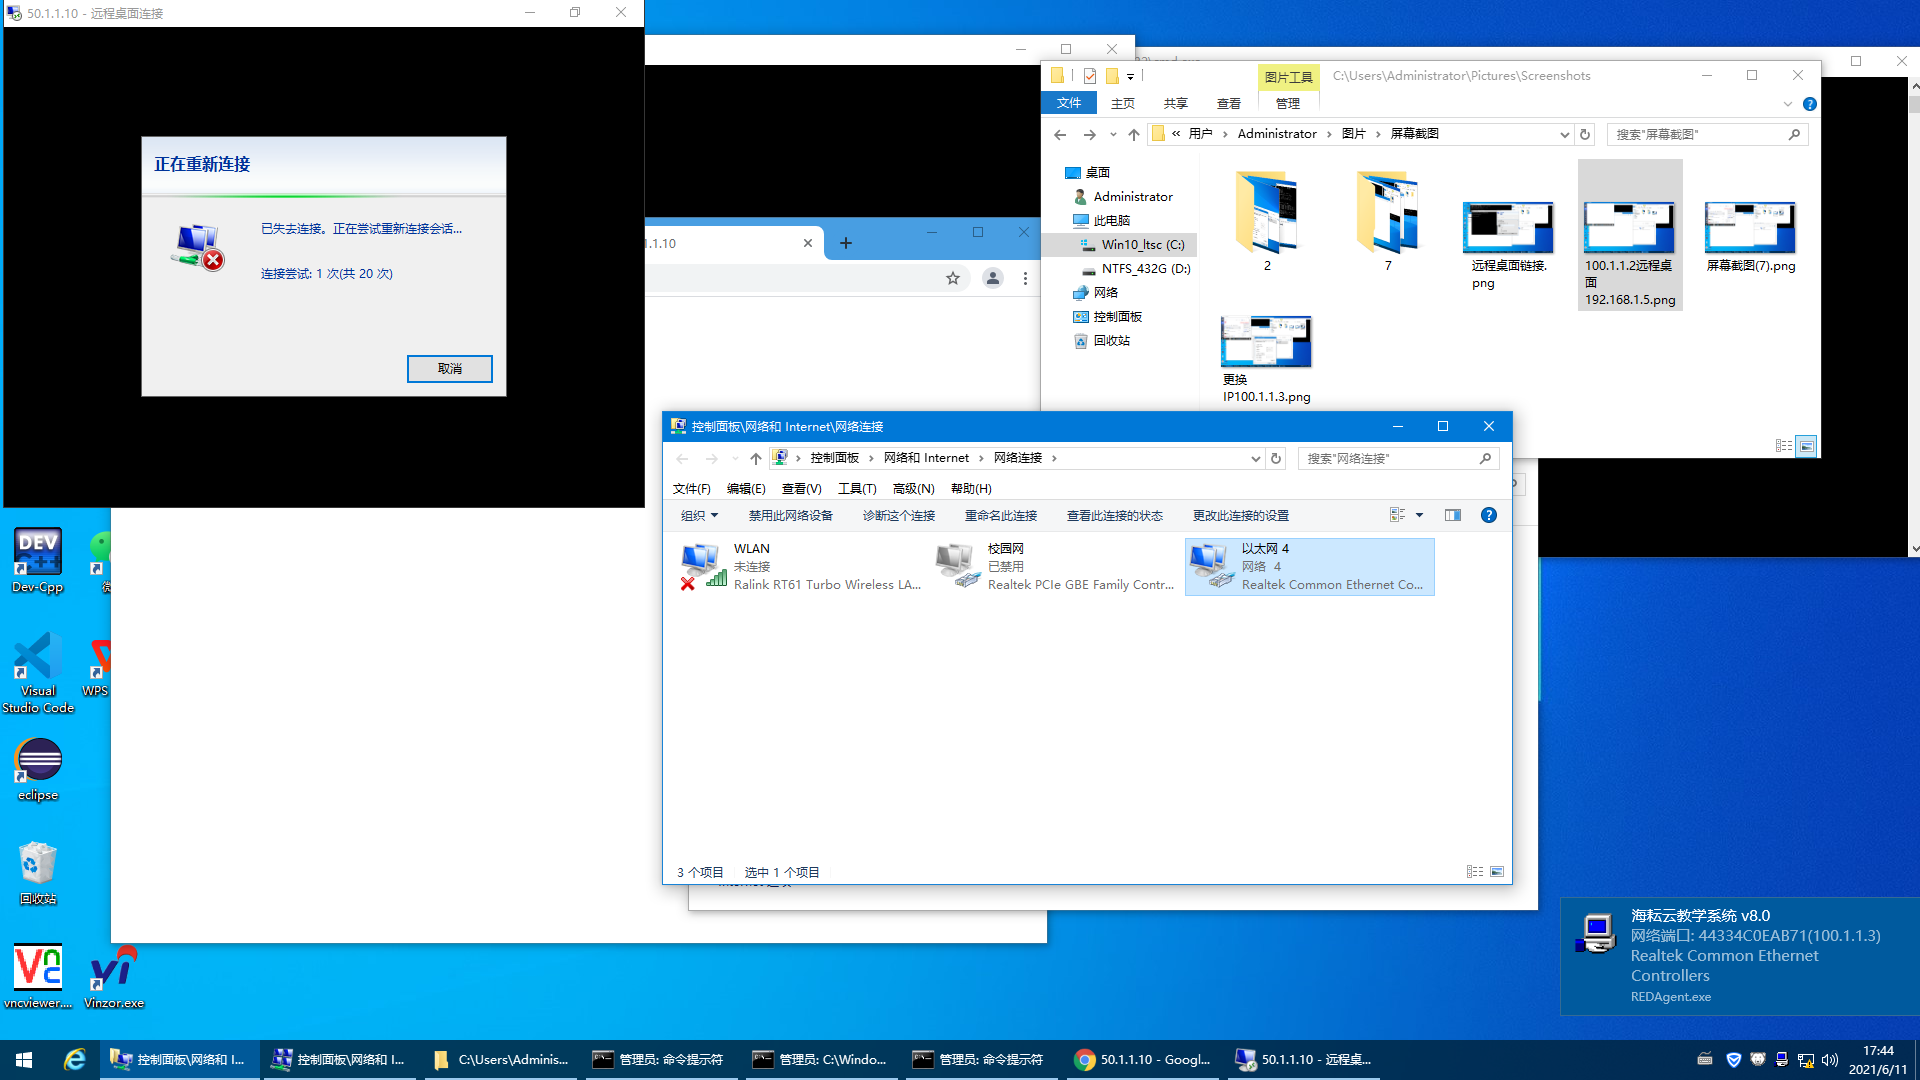 50.1.1.10 - 远程桌面连接
正在重新连接
已失去连接。正在尝试重新连接会话...
连接尝试: 1 次(共 20 次)
取消
1.1.10
图片工具
C:\Users\Administrator\Pictures\Screenshots
文件
主页
共享
查看
管理
« 用户 › Administrator › 图片 › 屏幕截图
搜索"屏幕截图"
桌面
Administrator
此电脑
Win10_ltsc (C:)
NTFS_432G (D:)
网络
控制面板
回收站
2
7
远程桌面链接.
png
100.1.1.2远程桌
面
192.168.1.5.png
屏幕截图(7).png
更换
IP100.1.1.3.png
控制面板\网络和 Internet\网络连接
控制面板 › 网络和 Internet › 网络连接 ›
搜索"网络连接"
文件(F)
编辑(E)
查看(V)
工具(T)
高级(N)
帮助(H)
组织
禁用此网络设备
诊断这个连接
重命名此连接
查看此连接的状态
更改此连接的设置
WLAN
未连接
Ralink RT61 Turbo Wireless LA...
校园网
已禁用
Realtek PCIe GBE Family Contr...
以太网 4
网络 4
Realtek Common Ethernet Co...
3 个项目
选中 1 个项目
DEV
C++
Dev-Cpp
微
Visual
Studio Code
WPS
eclipse
回收站
vncviewer....
Vinzor.exe
海耘云教学系统 v8.0
网络端口: 44334C0EAB71(100.1.1.3)
Realtek Common Ethernet
Controllers
REDAgent.exe
控制面板\网络和 I...
控制面板\网络和 I...
C:\Users\Adminis...
管理员: 命令提示符
管理员: C:\Windo...
管理员: 命令提示符
50.1.1.10 - Googl...
50.1.1.10 - 远程桌...
17:44
2021/6/11